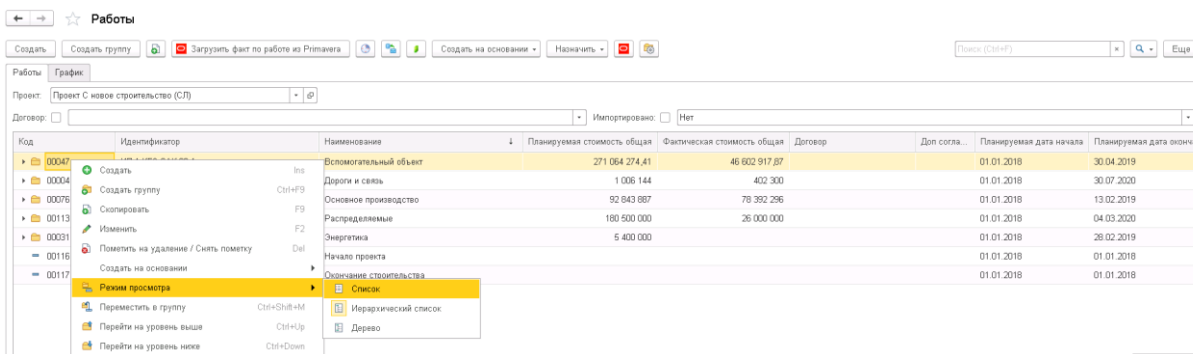 Работы
Создать Создать группу Загрузить факт по работе из Primavera Создать на основании Назначить Поиск (Ctrl+F) × Еще
Работы График
Проект: Проект С новое строительство (СЛ)
Договор: Импортировано: Нет
Код Идентификатор Наименование ↓ Планируемая стоимость общая Фактическая стоимость общая Договор Доп согла... Планируемая дата начала Планируемая дата оконч
00047 Вспомогательный объект 271 064 274,41 46 602 917,87 01.01.2018 30.04.2019
00004 Дороги и связь 1 006 144 402 300 01.01.2018 30.07.2020
00076 Основное производство 92 843 887 78 392 296 01.01.2018 13.02.2019
00113 Распределяемые 180 500 000 26 000 000 01.01.2018 04.03.2020
00031 Энергетика 5 400 000 01.01.2018 28.02.2019
00116 Начало проекта 01.01.2018 01.01.2018
00117 Окончание строительства 01.01.2018 01.01.2018
Создать Ins
Создать группу Ctrl+F9
Скопировать F9
Изменить F2
Пометить на удаление / Снять пометку Del
Создать на основании
Режим просмотра
Переместить в группу Ctrl+Shift+M
Перейти на уровень выше Ctrl+Up
Перейти на уровень ниже Ctrl+Down
Список
Иерархический список
Дерево